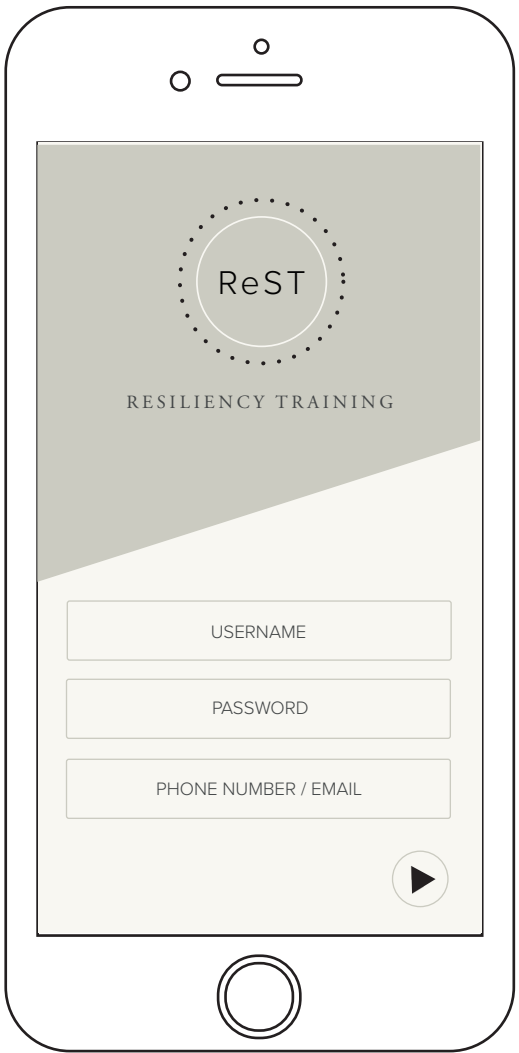 ReST
RESILIENCY TRAINING
USERNAME
PASSWORD
PHONE NUMBER / EMAIL